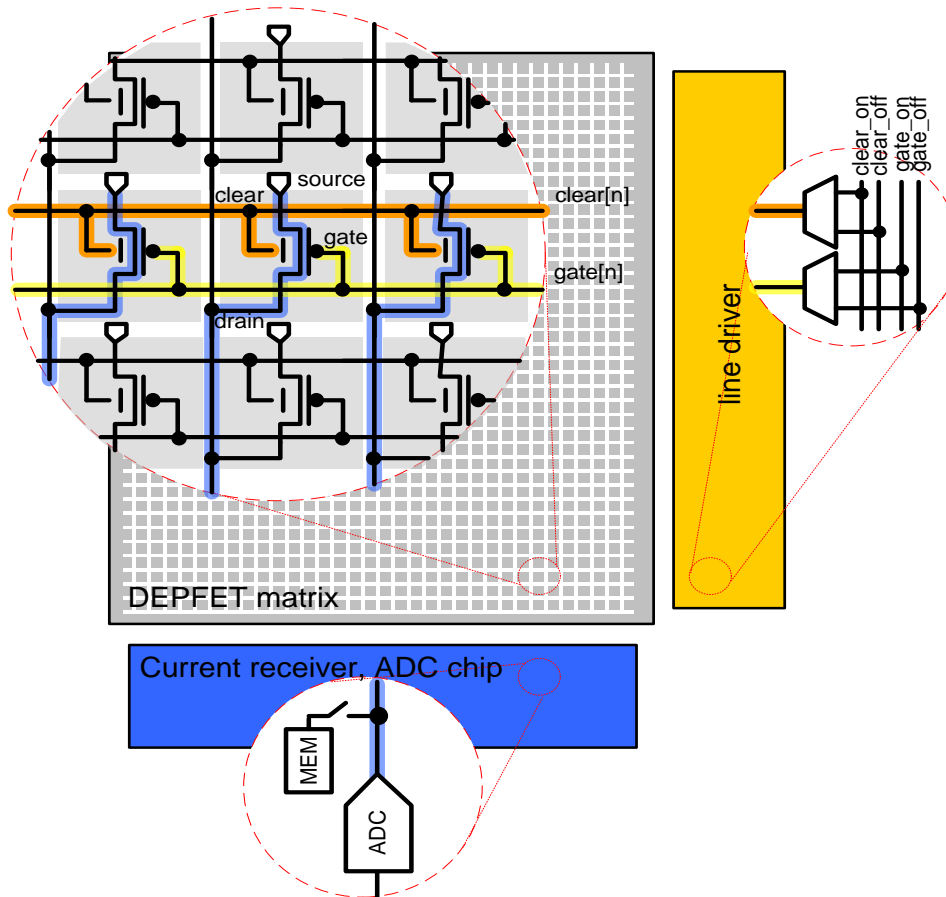 source
clear
clear[n]
gate
gate[n]
drain
DEPFET matrix
line driver
clear_on
clear_off
gate_on
gate_off
Current receiver, ADC chip
MEM
ADC